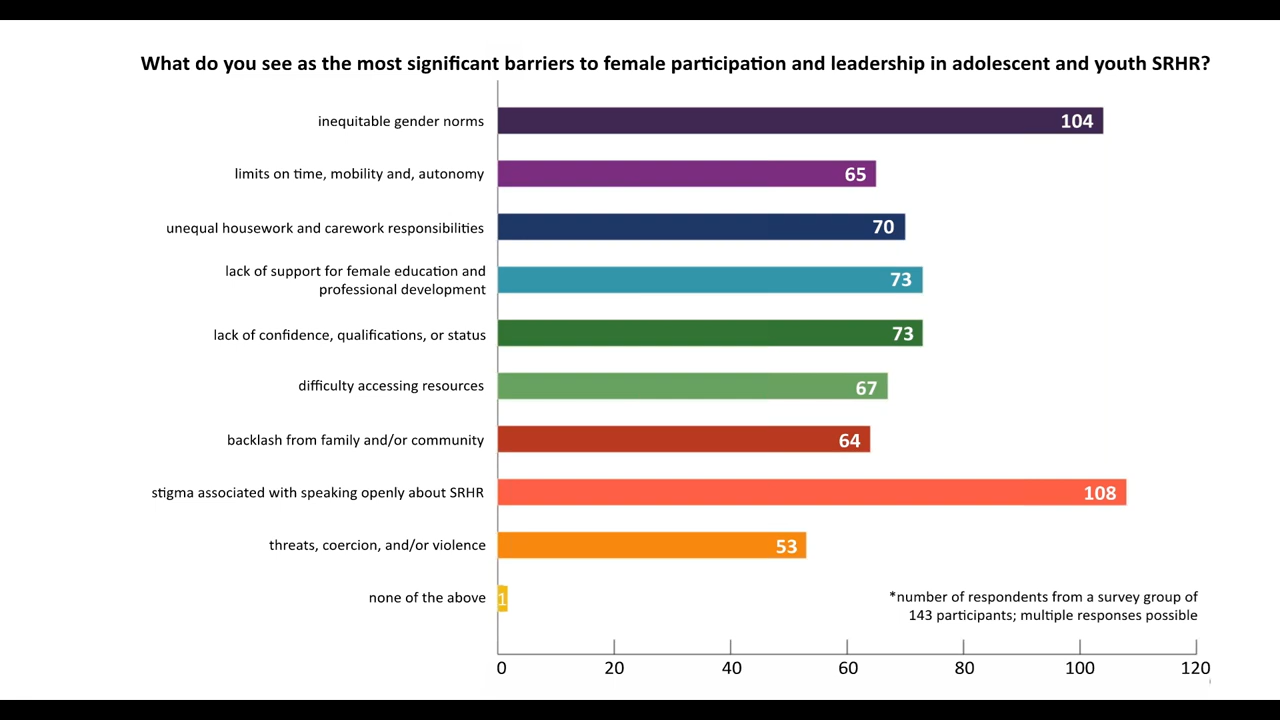 What do you see as the most significant barriers to female participation and leadership in adolescent and youth SRHR?
inequitable gender norms
104
limits on time, mobility and, autonomy
65
unequal housework and carework responsibilities
70
lack of support for female education and
professional development
73
lack of confidence, qualifications, or status
73
difficulty accessing resources
67
backlash from family and/or community
64
stigma associated with speaking openly about SRHR
108
threats, coercion, and/or violence
53
none of the above
1
*number of respondents from a survey group of
143 participants; multiple responses possible
0 20 40 60 80 100 120